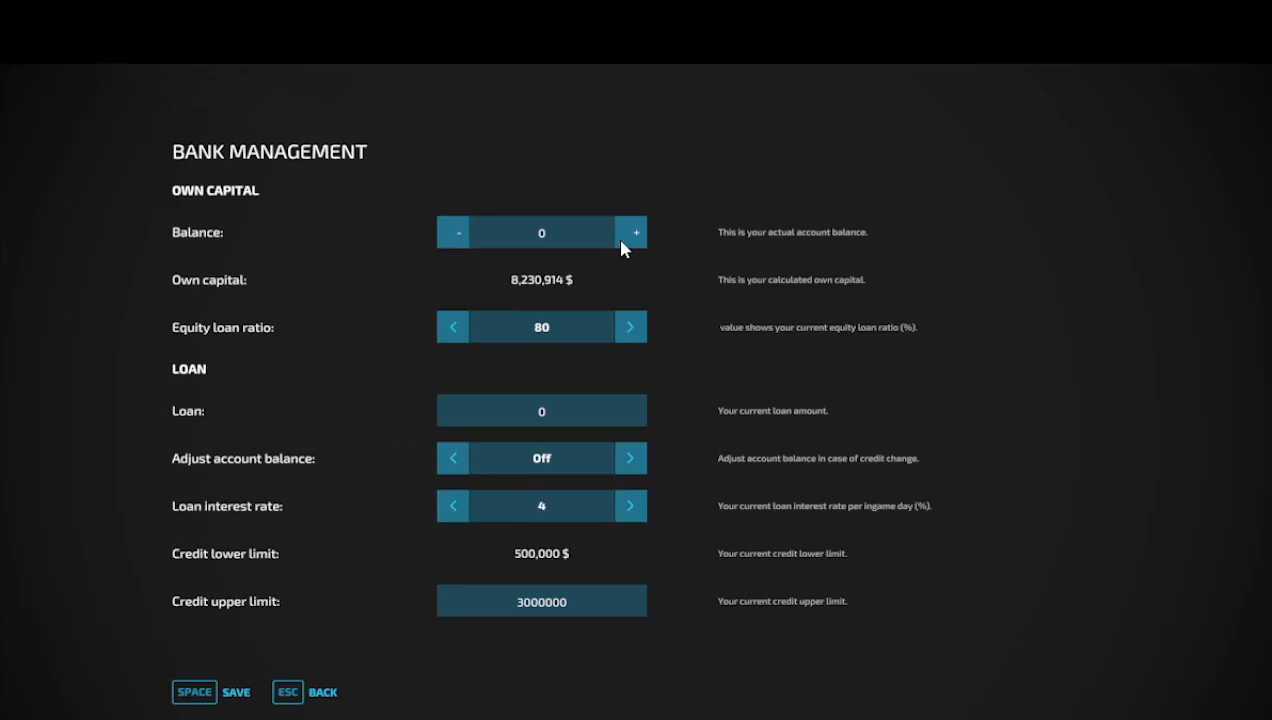 BANK MANAGEMENT
OWN CAPITAL
Balance: - 0 + This is your actual account balance.
Own capital: 8,230,914 $ This is your calculated own capital.
Equity loan ratio: < 80 > value shows your current equity loan ratio (%).
LOAN
Loan: 0 Your current loan amount.
Adjust account balance: < Off > Adjust account balance in case of credit change.
Loan interest rate: < 4 > Your current loan interest rate per ingame day (%).
Credit lower limit: 500,000 $ Your current credit lower limit.
Credit upper limit: 3000000 Your current credit upper limit.
SPACE SAVE ESC BACK